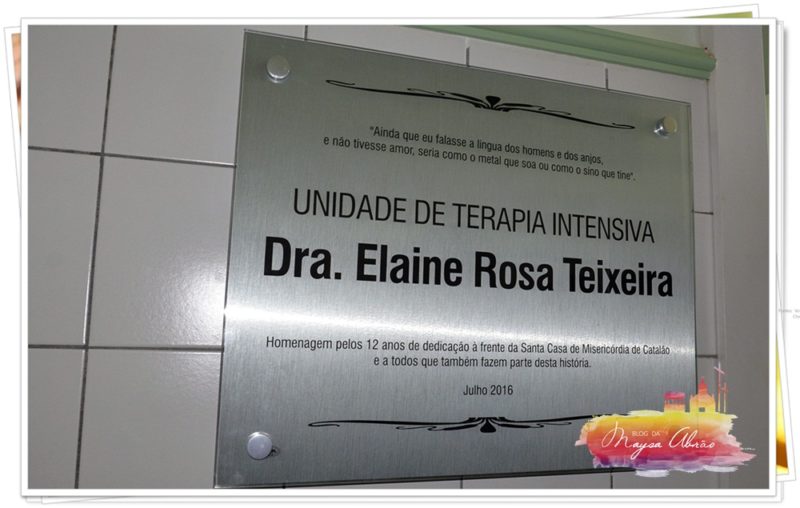 "Ainda que eu falasse a lingua dos homens e dos anjos,
e não tivesse amor, seria como o metal que soa ou como o sino que tine".
UNIDADE DE TERAPIA INTENSIVA
Dra. Elaine Rosa Teixeira
Homenagem pelos 12 anos de dedicação à frente da Santa Casa de Misericórdia de Catalão
e a todos que também fazem parte desta história.
Julho 2016
BLOG DA
Maysa Abrão